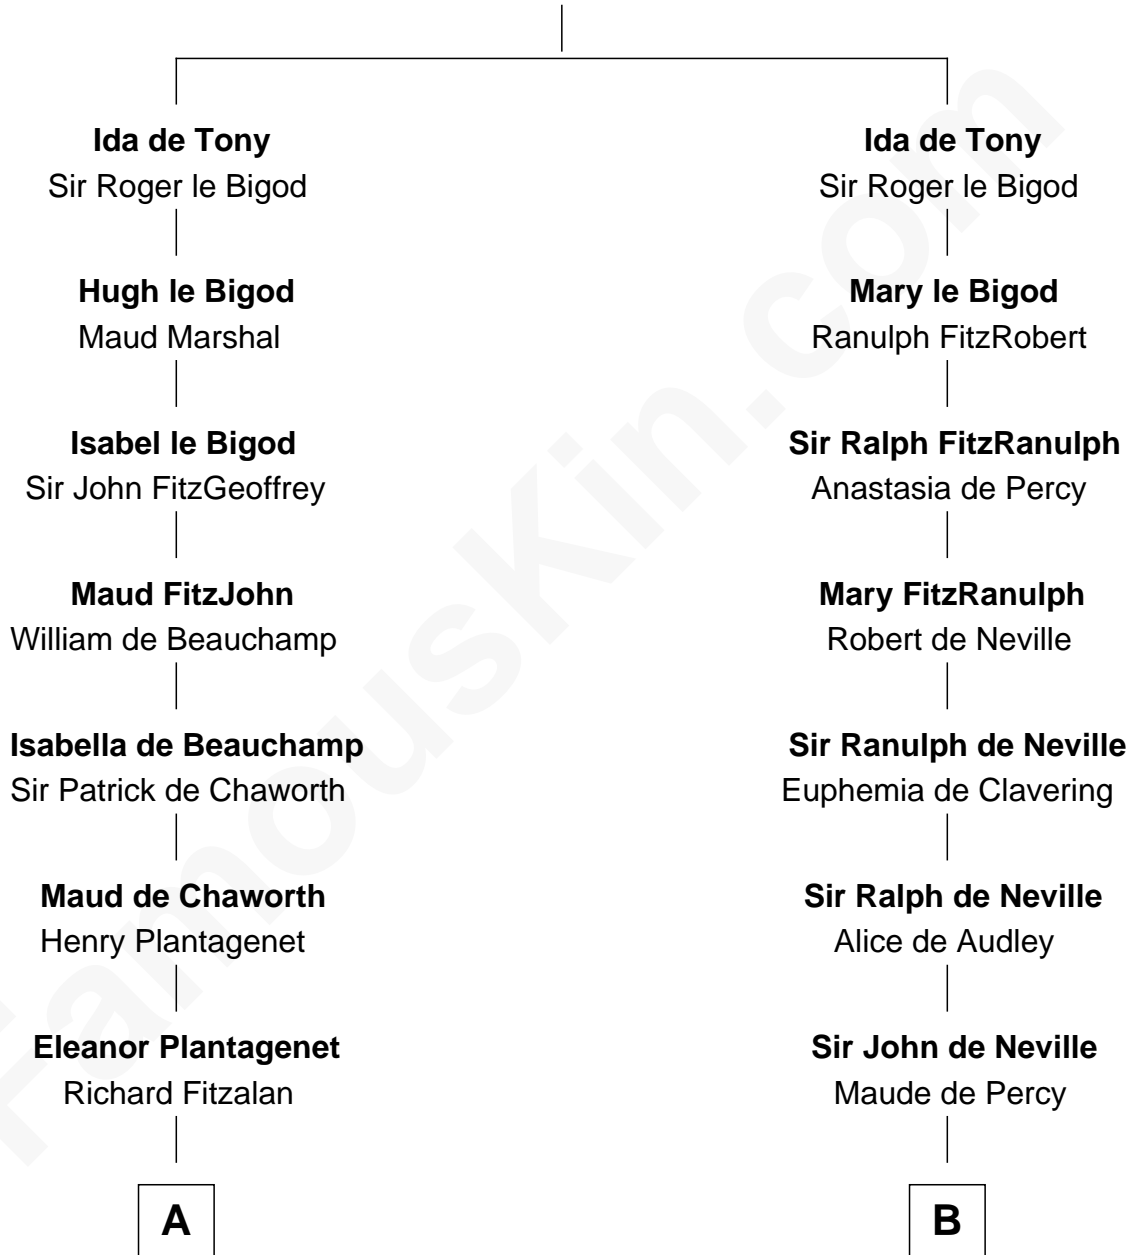 Ida de Tony
Sir Roger le Bigod
Hugh le Bigod
Maud Marshal
Isabel le Bigod
Sir John FitzGeoffrey
Maud FitzJohn
William de Beauchamp
Isabella de Beauchamp
Sir Patrick de Chaworth
Maud de Chaworth
Henry Plantagenet
Eleanor Plantagenet
Richard Fitzalan
A
Ida de Tony
Sir Roger le Bigod
Mary le Bigod
Ranulph FitzRobert
Sir Ralph FitzRanulph
Anastasia de Percy
Mary FitzRanulph
Robert de Neville
Sir Ranulph de Neville
Euphemia de Clavering
Sir Ralph de Neville
Alice de Audley
Sir John de Neville
Maude de Percy
B
FamousKin.com